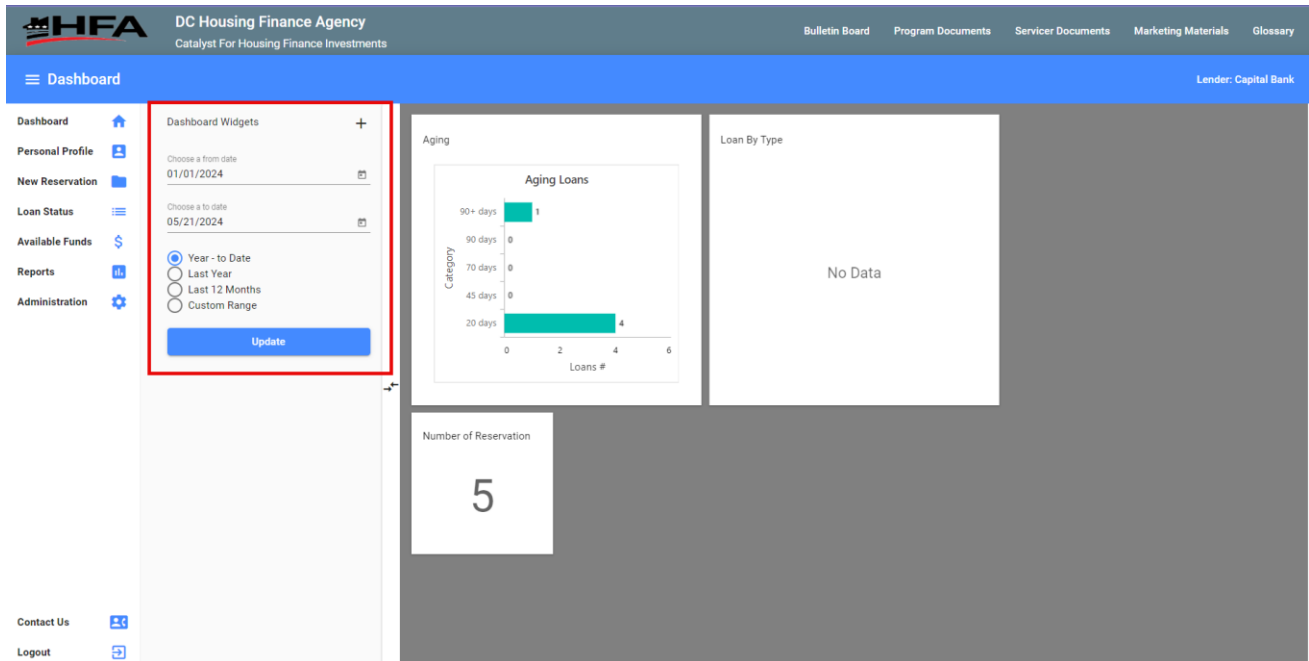 HFA
DC Housing Finance Agency
Catalyst For Housing Finance Investments
Bulletin Board Program Documents Servicer Documents Marketing Materials Glossary
Dashboard
Lender: Capital Bank
Dashboard
Personal Profile
New Reservation
Loan Status
Available Funds
Reports
Administration
Contact Us
Logout
Dashboard Widgets +
Choose a from date
01/01/2024
Choose a to date
05/21/2024
Year - to Date
Last Year
Last 12 Months
Custom Range
Update
Aging
Aging Loans
Category
90+ days 1
90 days 0
70 days 0
45 days 0
20 days 4
0 2 4 6
Loans #
Loan By Type
No Data
Number of Reservation
5